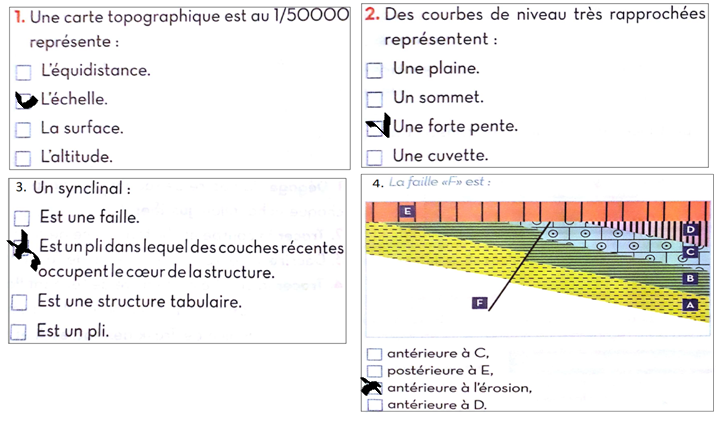 1. Une carte topographique est au 1/50000
représente :
L'équidistance.
L'échelle.
La surface.
L'altitude.
2. Des courbes de niveau très rapprochées
représentent :
Une plaine.
Un sommet.
Une forte pente.
Une cuvette.
3. Un synclinal :
Est une faille.
Est un pli dans lequel des couches récentes
occupent le cœur de la structure.
Est une structure tabulaire.
Est un pli.
4. La faille «F» est :
E
D
C
B
F
A
antérieure à C,
postérieure à E,
antérieure à l'érosion,
antérieure à D.